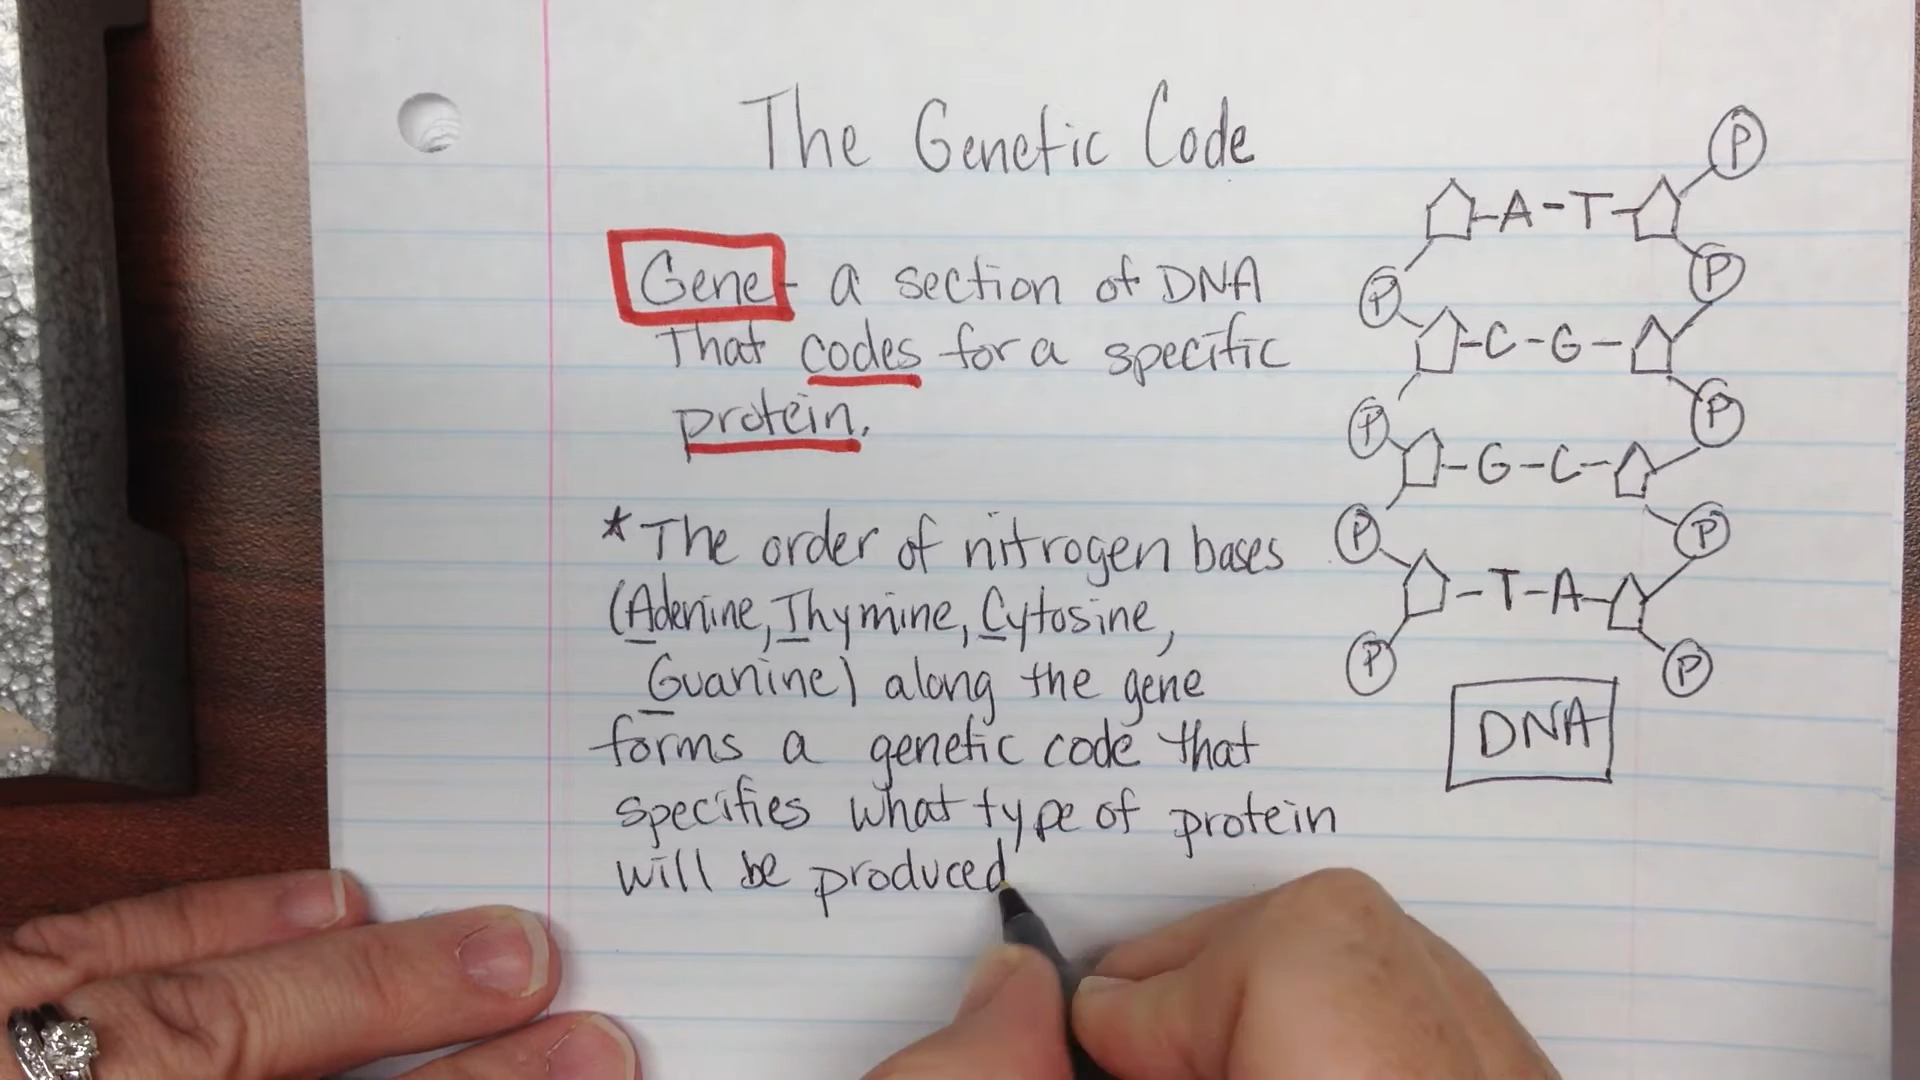 The Genetic Code
Gene - a section of DNA
That codes for a specific
protein.
*The order of nitrogen bases
(Adenine, Thymine, Cytosine,
Guanine) along the gene
forms a genetic code that
specifies what type of protein
will be produced
P
A-T
P P
C-G
P P
G-C
P P
T-A
P P
DNA